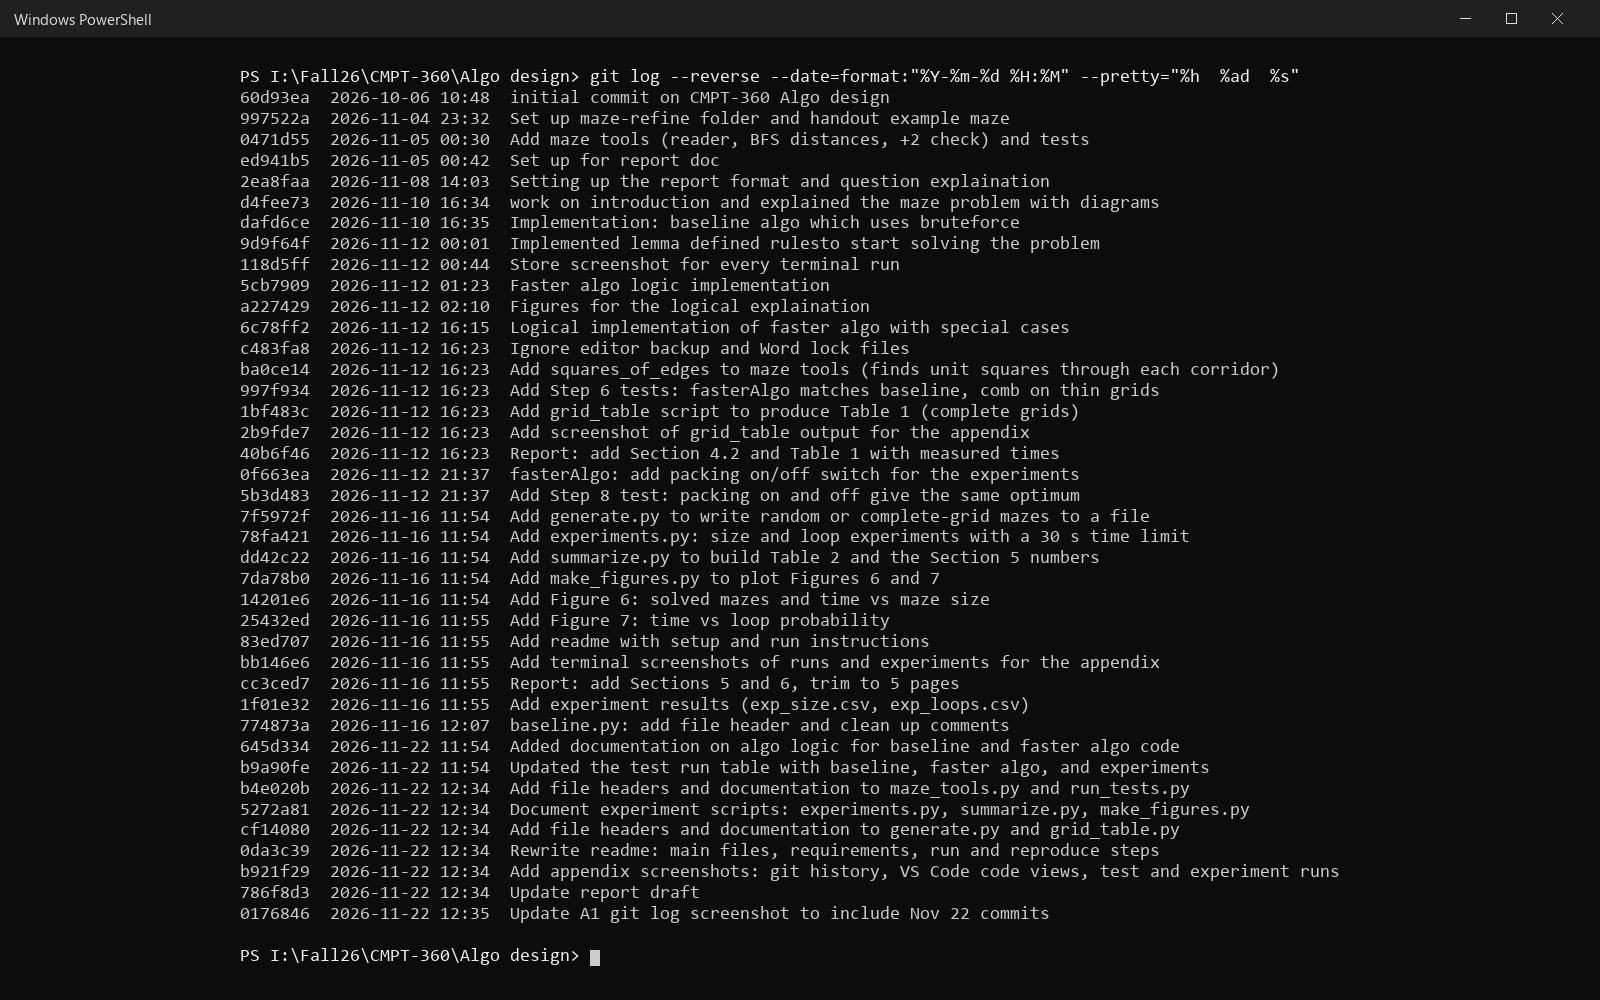 Windows PowerShell
PS I:\Fall26\CMPT-360\Algo design> git log --reverse --date=format:"%Y-%m-%d %H:%M" --pretty="%h  %ad  %s"
60d93ea  2026-10-06 10:48  initial commit on CMPT-360 Algo design
997522a  2026-11-04 23:32  Set up maze-refine folder and handout example maze
0471d55  2026-11-05 00:30  Add maze tools (reader, BFS distances, +2 check) and tests
ed941b5  2026-11-05 00:42  Set up for report doc
2ea8faa  2026-11-08 14:03  Setting up the report format and question explaination
d4fee73  2026-11-10 16:34  work on introduction and explained the maze problem with diagrams
dafd6ce  2026-11-10 16:35  Implementation: baseline algo which uses bruteforce
9d9f64f  2026-11-12 00:01  Implemented lemma defined rulesto start solving the problem
118d5ff  2026-11-12 00:44  Store screenshot for every terminal run
5cb7909  2026-11-12 01:23  Faster algo logic implementation
a227429  2026-11-12 02:10  Figures for the logical explaination
6c78ff2  2026-11-12 16:15  Logical implementation of faster algo with special cases
c483fa8  2026-11-12 16:23  Ignore editor backup and Word lock files
ba0ce14  2026-11-12 16:23  Add squares_of_edges to maze tools (finds unit squares through each corridor)
997f934  2026-11-12 16:23  Add Step 6 tests: fasterAlgo matches baseline, comb on thin grids
1bf483c  2026-11-12 16:23  Add grid_table script to produce Table 1 (complete grids)
2b9fde7  2026-11-12 16:23  Add screenshot of grid_table output for the appendix
40b6f46  2026-11-12 16:23  Report: add Section 4.2 and Table 1 with measured times
0f663ea  2026-11-12 21:37  fasterAlgo: add packing on/off switch for the experiments
5b3d483  2026-11-12 21:37  Add Step 8 test: packing on and off give the same optimum
7f5972f  2026-11-16 11:54  Add generate.py to write random or complete-grid mazes to a file
78fa421  2026-11-16 11:54  Add experiments.py: size and loop experiments with a 30 s time limit
dd42c22  2026-11-16 11:54  Add summarize.py to build Table 2 and the Section 5 numbers
7da78b0  2026-11-16 11:54  Add make_figures.py to plot Figures 6 and 7
14201e6  2026-11-16 11:54  Add Figure 6: solved mazes and time vs maze size
25432ed  2026-11-16 11:55  Add Figure 7: time vs loop probability
83ed707  2026-11-16 11:55  Add readme with setup and run instructions
bb146e6  2026-11-16 11:55  Add terminal screenshots of runs and experiments for the appendix
cc3ced7  2026-11-16 11:55  Report: add Sections 5 and 6, trim to 5 pages
1f01e32  2026-11-16 11:55  Add experiment results (exp_size.csv, exp_loops.csv)
774873a  2026-11-16 12:07  baseline.py: add file header and clean up comments
645d334  2026-11-22 11:54  Added documentation on algo logic for baseline and faster algo code
b9a90fe  2026-11-22 11:54  Updated the test run table with baseline, faster algo, and experiments
b4e020b  2026-11-22 12:34  Add file headers and documentation to maze_tools.py and run_tests.py
5272a81  2026-11-22 12:34  Document experiment scripts: experiments.py, summarize.py, make_figures.py
cf14080  2026-11-22 12:34  Add file headers and documentation to generate.py and grid_table.py
0da3c39  2026-11-22 12:34  Rewrite readme: main files, requirements, run and reproduce steps
b921f29  2026-11-22 12:34  Add appendix screenshots: git history, VS Code code views, test and experiment runs
786f8d3  2026-11-22 12:34  Update report draft
0176846  2026-11-22 12:35  Update A1 git log screenshot to include Nov 22 commits
PS I:\Fall26\CMPT-360\Algo design>